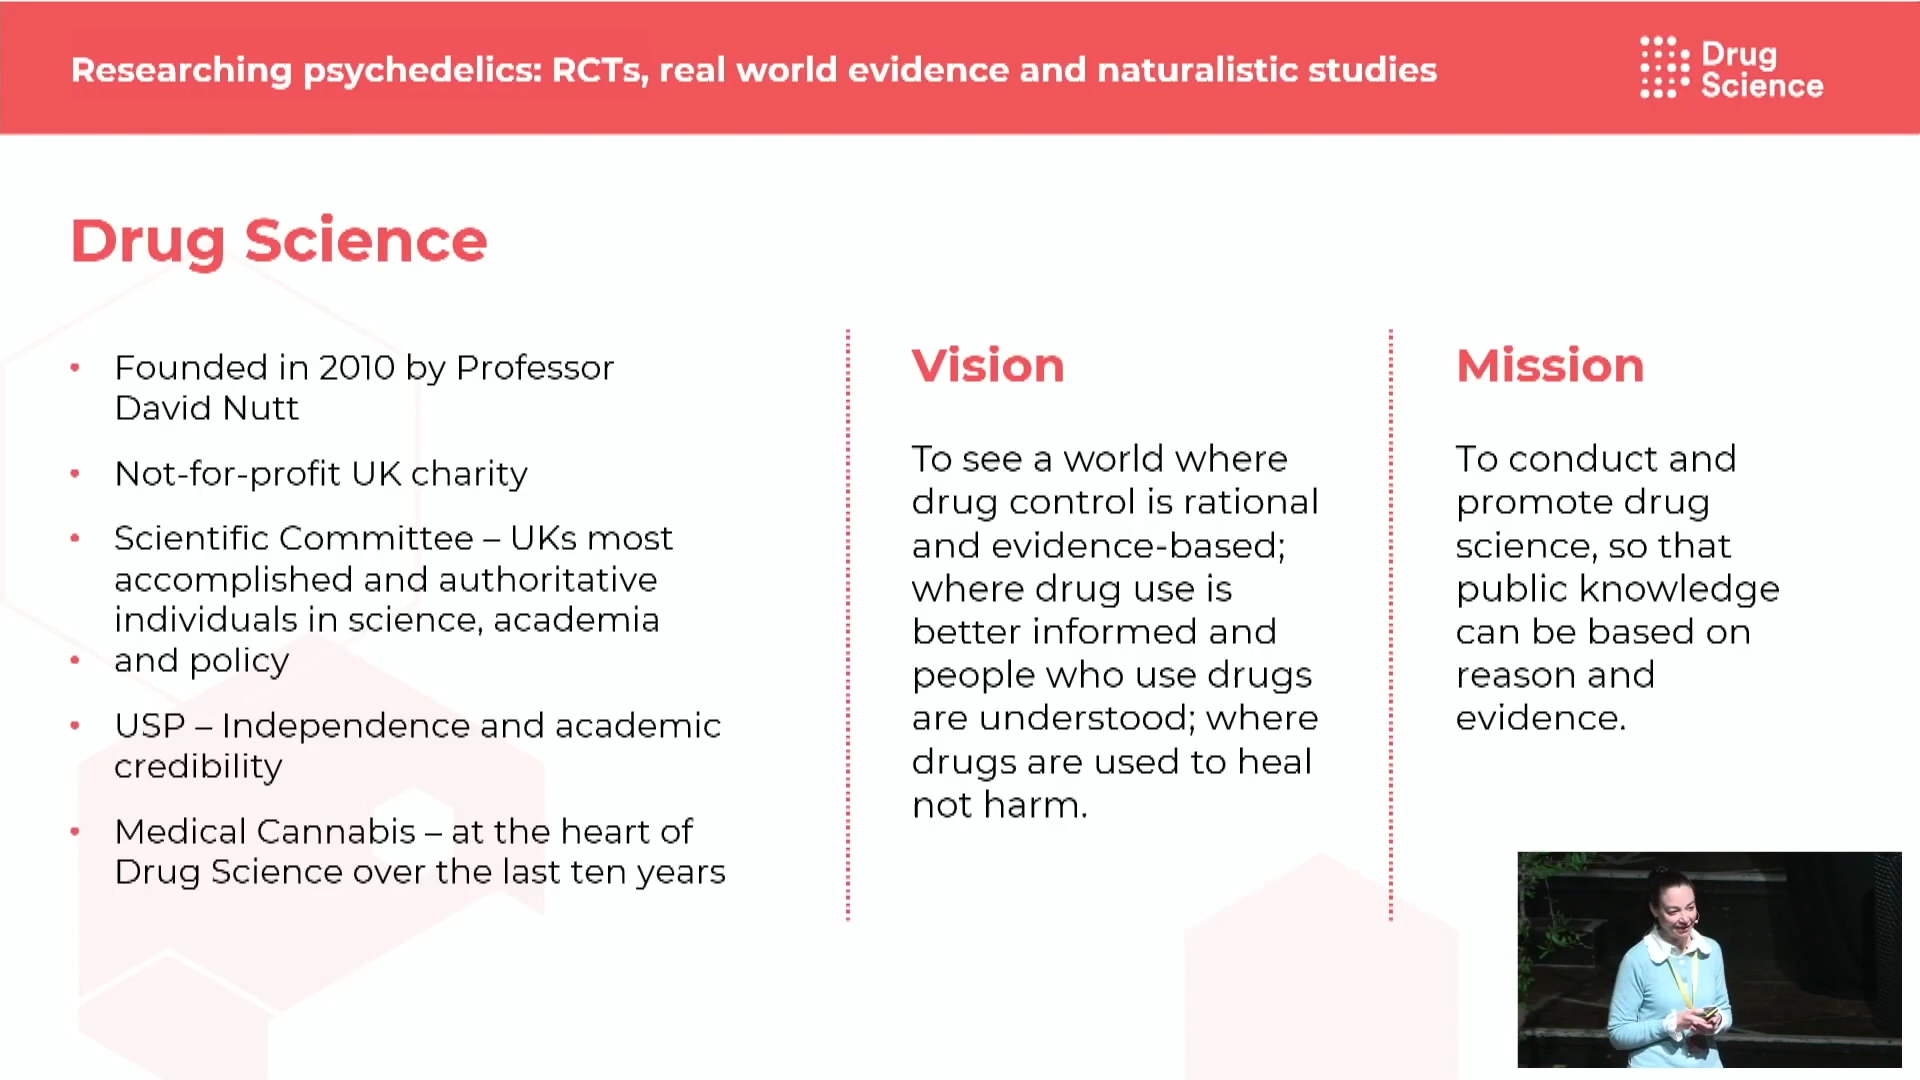 Researching psychedelics: RCTs, real world evidence and naturalistic studies
Drug
Science
Drug Science
• Founded in 2010 by Professor
David Nutt
• Not-for-profit UK charity
• Scientific Committee – UKs most
accomplished and authoritative
individuals in science, academia
• and policy
• USP – Independence and academic
credibility
• Medical Cannabis – at the heart of
Drug Science over the last ten years
Vision
To see a world where
drug control is rational
and evidence-based;
where drug use is
better informed and
people who use drugs
are understood; where
drugs are used to heal
not harm.
Mission
To conduct and
promote drug
science, so that
public knowledge
can be based on
reason and
evidence.